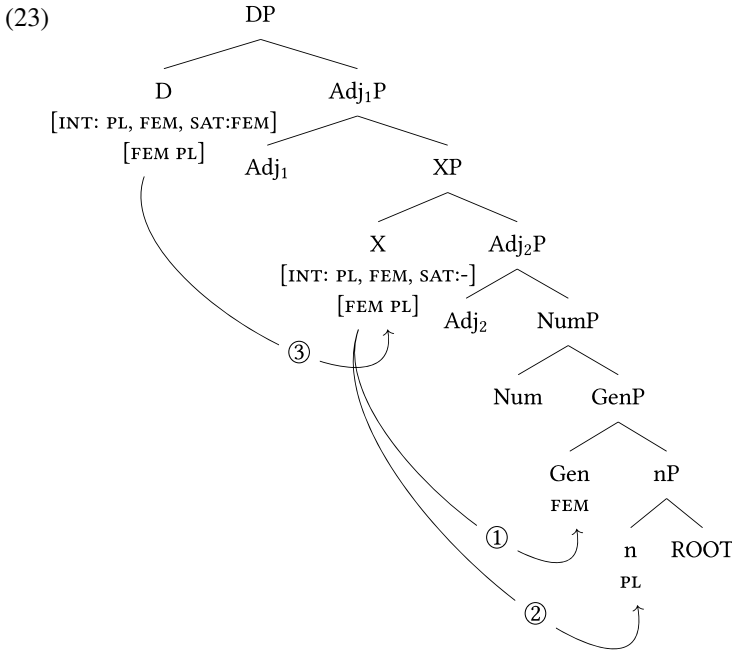 (23)
DP
D Adj₁P
[INT: PL, FEM, SAT:FEM]
[FEM PL]
Adj₁ XP
X Adj₂P
[INT: PL, FEM, SAT:-]
[FEM PL]
Adj₂ NumP
③
Num GenP
Gen nP
FEM
①
n ROOT
PL
②